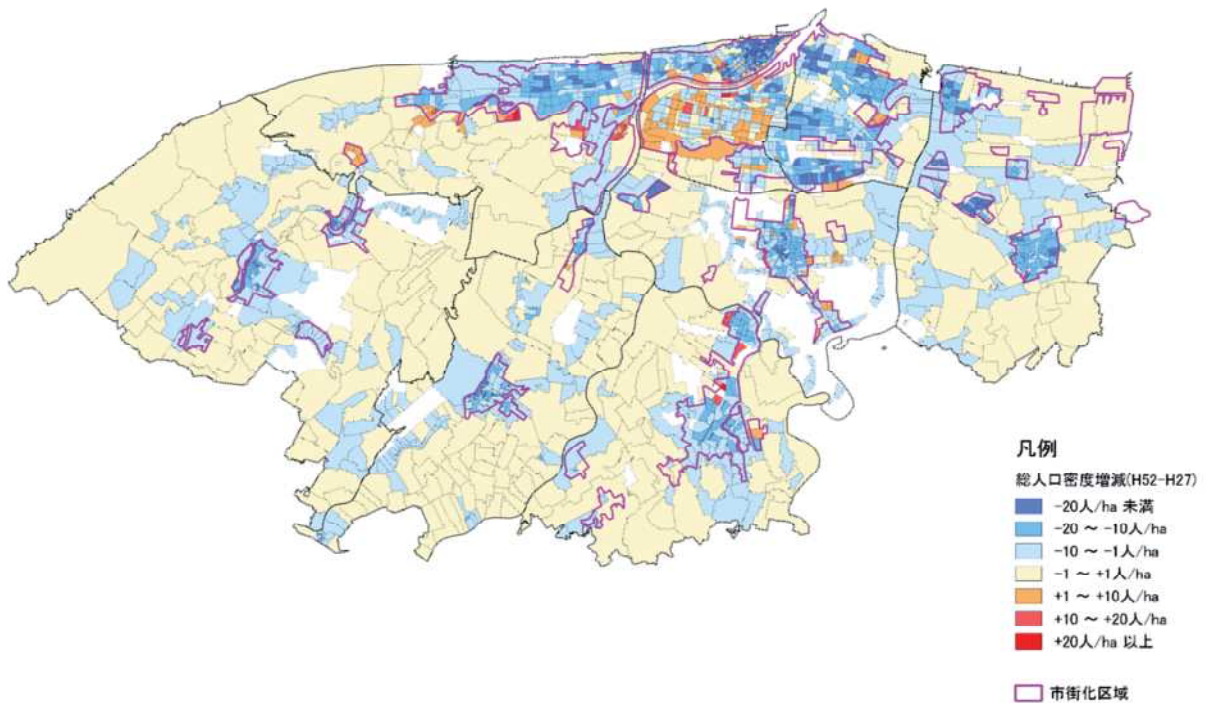 凡例
総人口密度増減(H52-H27)
-20人/ha 未満
-20 ～ -10人/ha
-10 ～ -1人/ha
-1 ～ +1人/ha
+1 ～ +10人/ha
+10 ～ +20人/ha
+20人/ha 以上
市街化区域